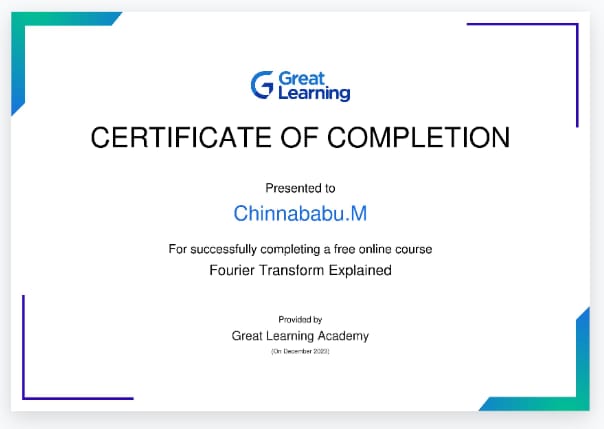 Great
Learning
CERTIFICATE OF COMPLETION
Presented to
Chinnababu.M
For successfully completing a free online course
Fourier Transform Explained
Provided by
Great Learning Academy
(On December 2023)